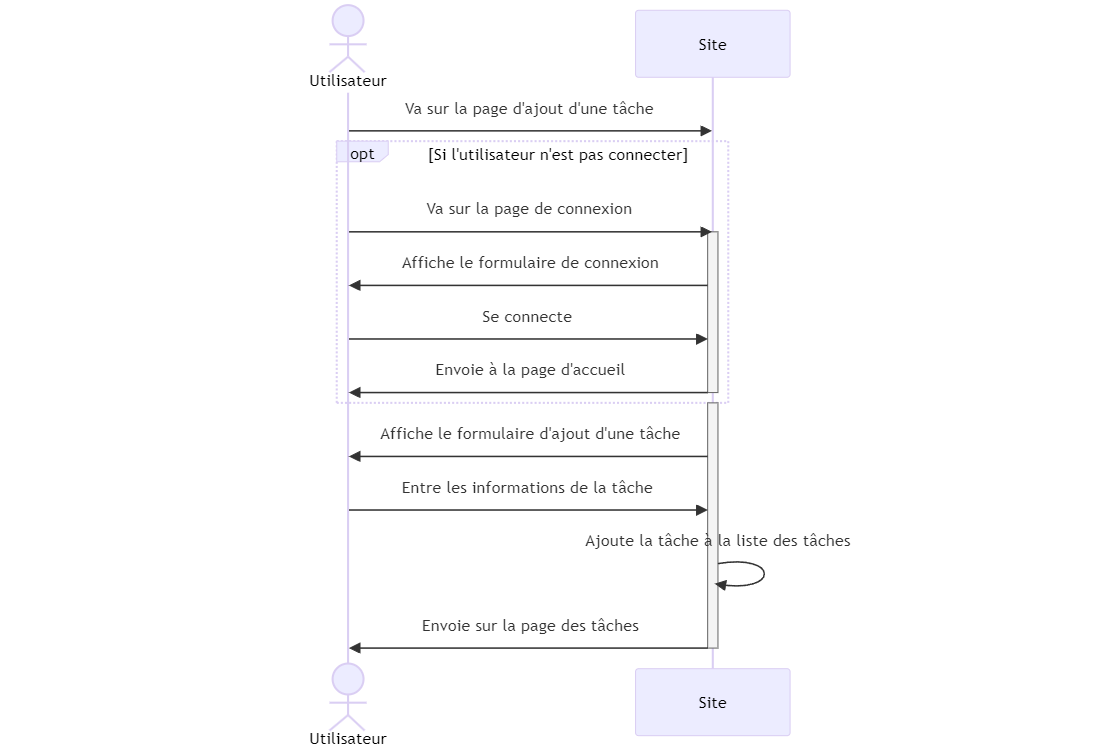 Utilisateur
Site
Va sur la page d'ajout d'une tâche
opt
[Si l'utilisateur n'est pas connecter]
Va sur la page de connexion
Affiche le formulaire de connexion
Se connecte
Envoie à la page d'accueil
Affiche le formulaire d'ajout d'une tâche
Entre les informations de la tâche
Ajoute la tâche à la liste des tâches
Envoie sur la page des tâches
Utilisateur
Site